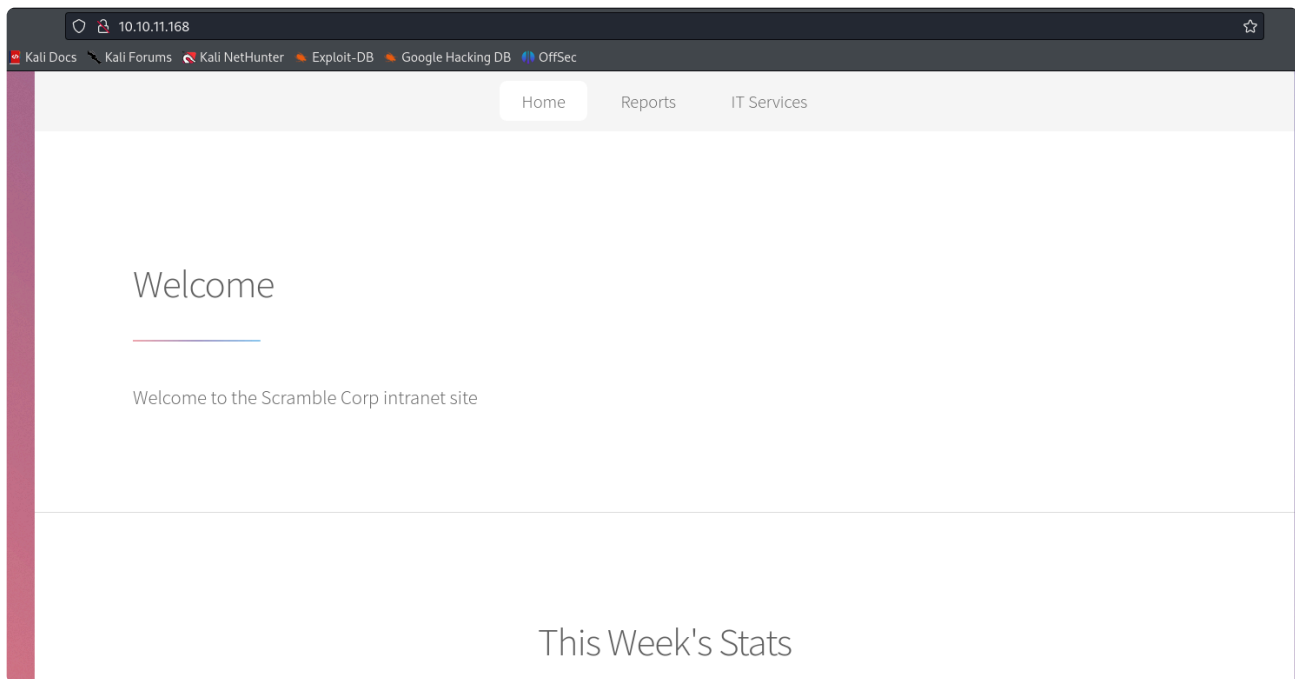 10.10.11.168
Kali Docs Kali Forums Kali NetHunter Exploit-DB Google Hacking DB OffSec
Home Reports IT Services
Welcome
Welcome to the Scramble Corp intranet site
This Week's Stats